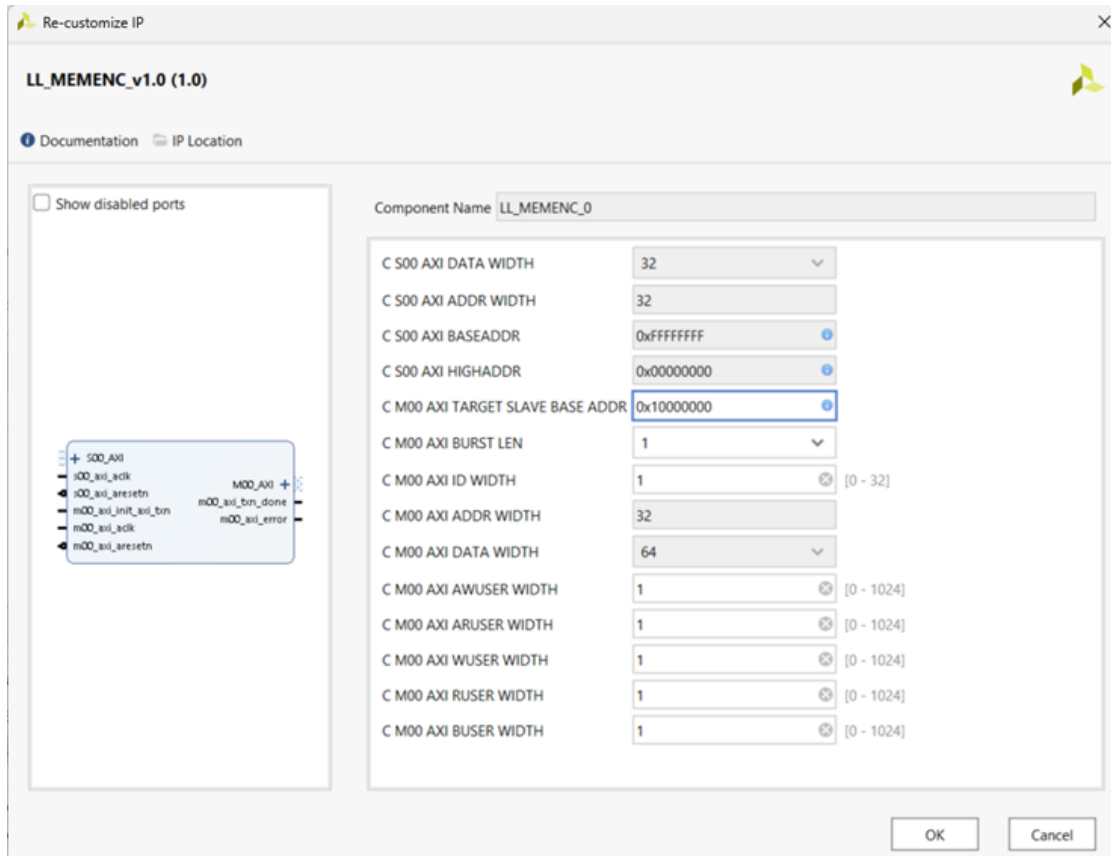 Re-customize IP
LL_MEMENC_v1.0 (1.0)
Documentation IP Location
Show disabled ports
S00_AXI
s00_axi_aclk
s00_axi_aresetn
m00_axi_init_axi_txn
m00_axi_aclk
m00_axi_aresetn
M00_AXI
m00_axi_txn_done
m00_axi_error
Component Name LL_MEMENC_0
C S00 AXI DATA WIDTH 32
C S00 AXI ADDR WIDTH 32
C S00 AXI BASEADDR 0xFFFFFFFF
C S00 AXI HIGHADDR 0x00000000
C M00 AXI TARGET SLAVE BASE ADDR 0x10000000
C M00 AXI BURST LEN 1
C M00 AXI ID WIDTH 1 [0 - 32]
C M00 AXI ADDR WIDTH 32
C M00 AXI DATA WIDTH 64
C M00 AXI AWUSER WIDTH 1 [0 - 1024]
C M00 AXI ARUSER WIDTH 1 [0 - 1024]
C M00 AXI WUSER WIDTH 1 [0 - 1024]
C M00 AXI RUSER WIDTH 1 [0 - 1024]
C M00 AXI BUSER WIDTH 1 [0 - 1024]
OK Cancel